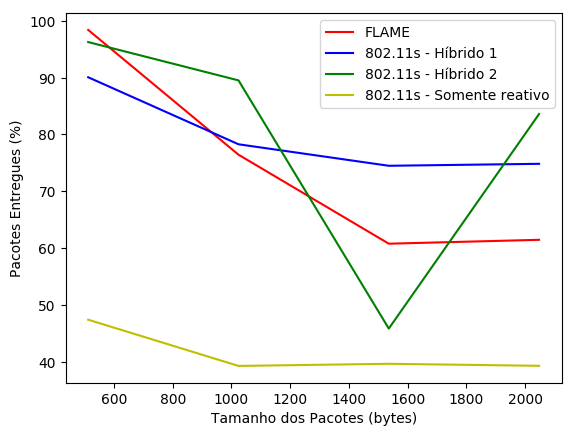 FLAME
802.11s - Híbrido 1
802.11s - Híbrido 2
802.11s - Somente reativo
Pacotes Entregues (%)
100
90
80
70
60
50
40
600 800 1000 1200 1400 1600 1800 2000
Tamanho dos Pacotes (bytes)